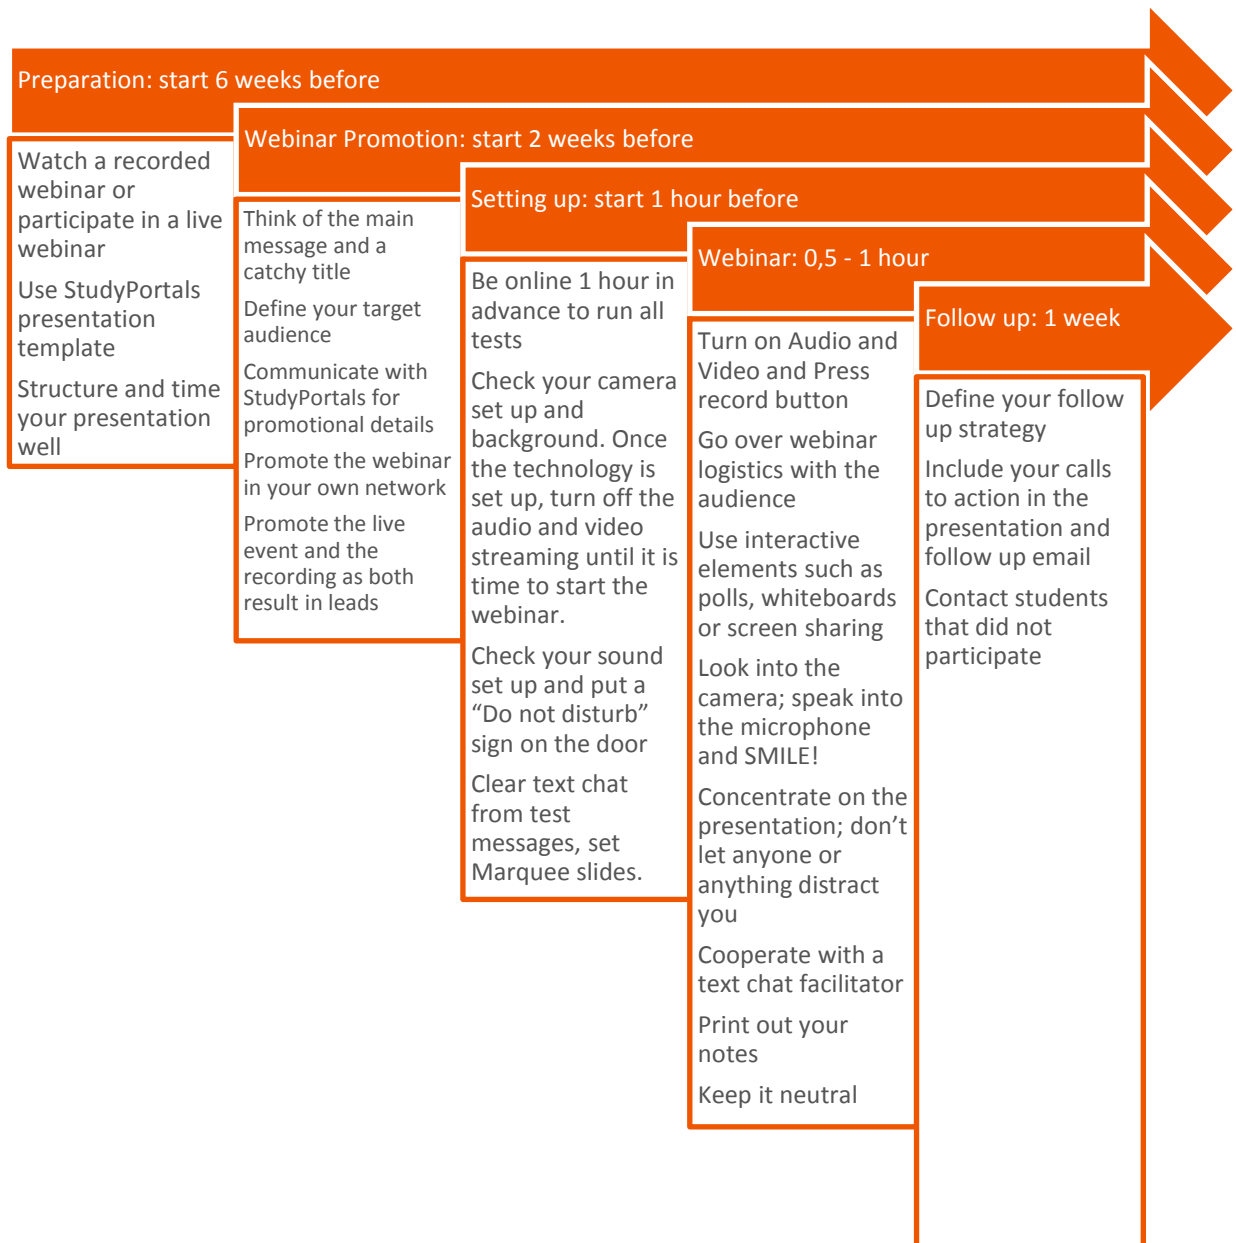 Preparation: start 6 weeks before
Watch a recorded
webinar or
participate in a live
webinar
Use StudyPortals
presentation
template
Structure and time
your presentation
well
Webinar Promotion: start 2 weeks before
Think of the main
message and a
catchy title
Define your target
audience
Communicate with
StudyPortals for
promotional details
Promote the webinar
in your own network
Promote the live
event and the
recording as both
result in leads
Setting up: start 1 hour before
Be online 1 hour in
advance to run all
tests
Check your camera
set up and
background. Once
the technology is
set up, turn off the
audio and video
streaming until it is
time to start the
webinar.
Check your sound
set up and put a
“Do not disturb”
sign on the door
Clear text chat
from test
messages, set
Marquee slides.
Webinar: 0,5 - 1 hour
Turn on Audio and
Video and Press
record button
Go over webinar
logistics with the
audience
Use interactive
elements such as
polls, whiteboards
or screen sharing
Look into the
camera; speak into
the microphone
and SMILE!
Concentrate on the
presentation; don’t
let anyone or
anything distract
you
Cooperate with a
text chat facilitator
Print out your
notes
Keep it neutral
Follow up: 1 week
Define your follow
up strategy
Include your calls
to action in the
presentation and
follow up email
Contact students
that did not
participate